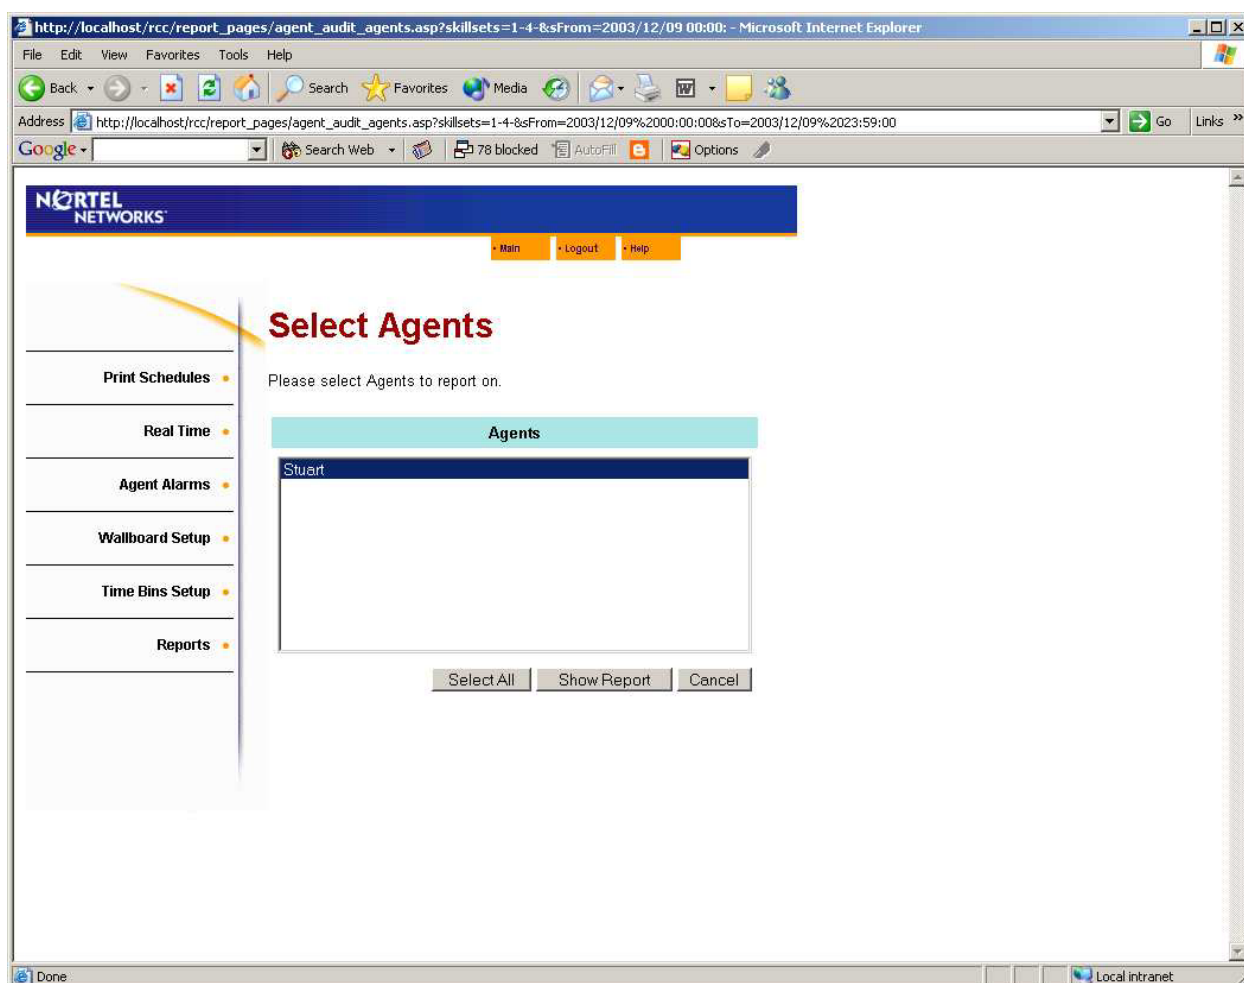 http://localhost/rcc/report_pages/agent_audit_agents.asp?skillsets=1-4-&sFrom=2003/12/09 00:00: - Microsoft Internet Explorer
File Edit View Favorites Tools Help
Back Search Favorites Media
Address http://localhost/rcc/report_pages/agent_audit_agents.asp?skillsets=1-4-&sFrom=2003/12/09%2000:00:00&sTo=2003/12/09%2023:59:00 Go Links »
Google Search Web 78 blocked AutoFill Options
NORTEL
NETWORKS
Main Logout Help
Select Agents
Print Schedules
Please select Agents to report on.
Real Time
Agents
Stuart
Agent Alarms
Wallboard Setup
Time Bins Setup
Reports
Select All Show Report Cancel
Done Local intranet